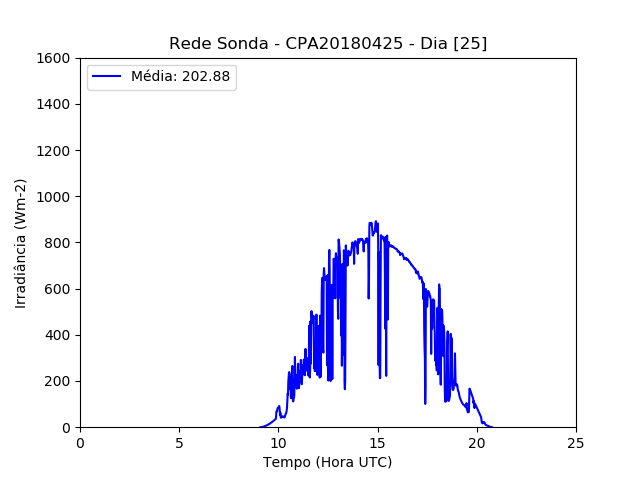 Rede Sonda - CPA20180425 - Dia [25]
Média: 202.88
1600
1400
1200
1000
800
600
400
200
0
Irradiância (Wm-2)
0 5 10 15 20 25
Tempo (Hora UTC)